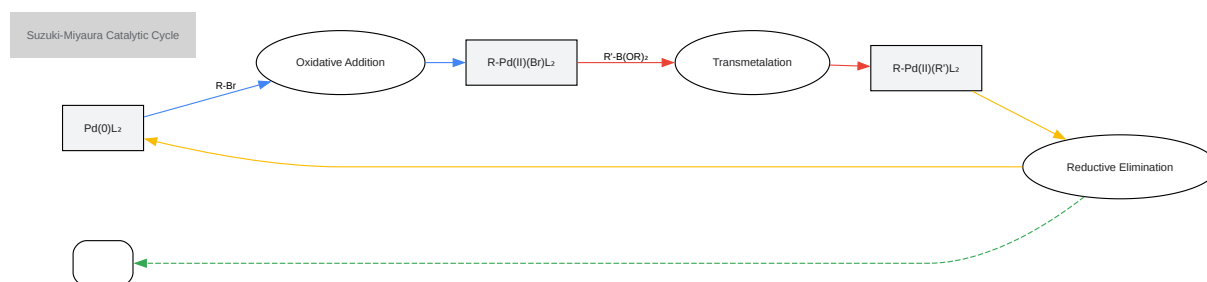 Suzuki-Miyaura Catalytic Cycle
Oxidative Addition
R-Pd(II)(Br)L₂
R'-B(OR)₂
Transmetalation
R-Pd(II)(R')L₂
R-Br
Pd(0)L₂
Reductive Elimination